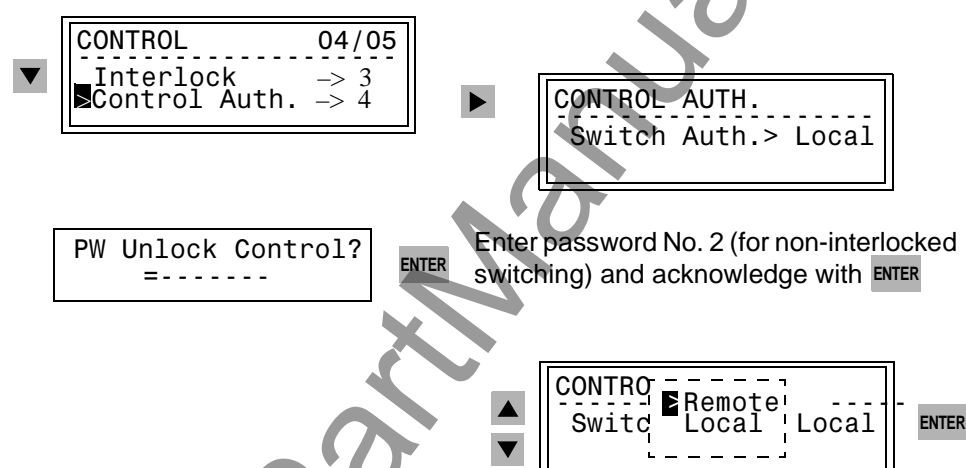 CONTROL 04/05
- - - - - - - - - - - - - - - - - - - -
Interlock –> 3
>Control Auth. –> 4
CONTROL AUTH.
- - - - - - - - - - - - - - - - - - - -
Switch Auth.> Local
PW Unlock Control?
=-------
ENTER
Enter password No. 2 (for non-interlocked
switching) and acknowledge with ENTER
CONTRO
>Remote
Switc Local Local
ENTER